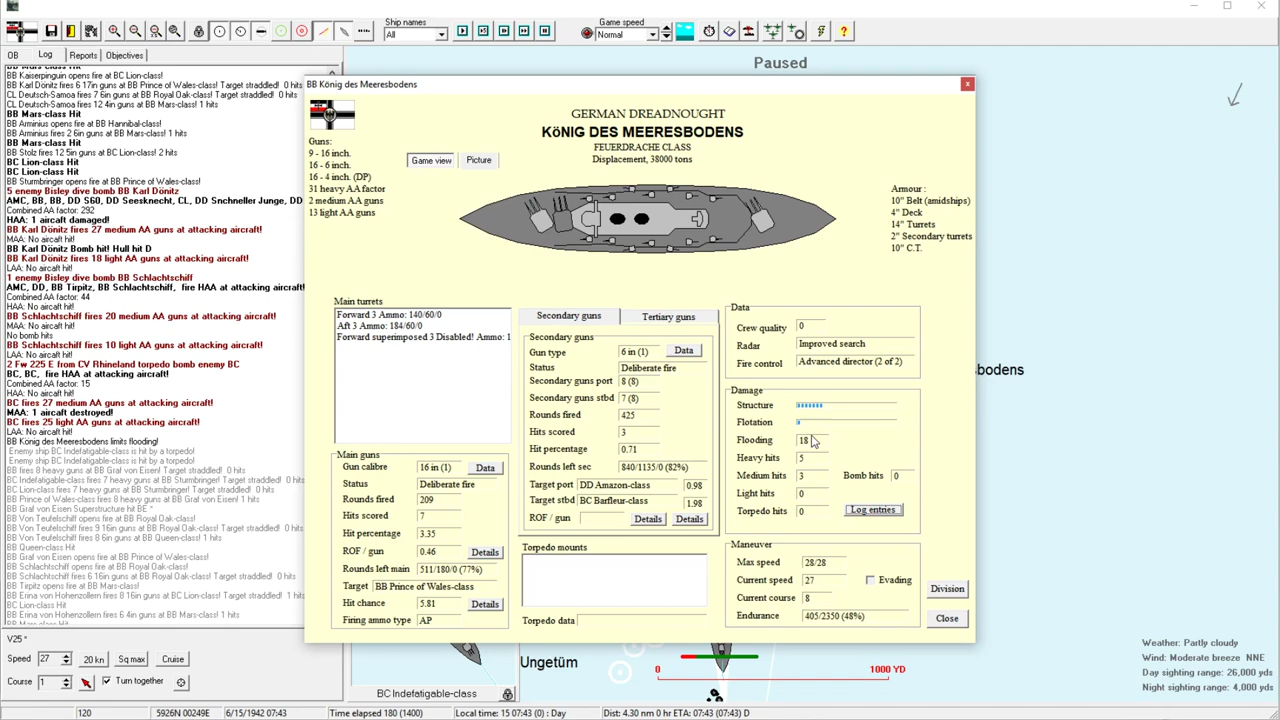 Ship names
All
Game speed
Normal
OB Log Reports Objectives
Paused
BB Kaiserpinguin opens fire at BC Lion-class!
BB Karl Dönitz fires 6 17in guns at BB Prince of Wales-class! Target straddled! 0 hits
CL Deutsch-Samoa fires 7 6in guns at BB Royal Oak-class! Target straddled! 0 hits
CL Deutsch-Samoa fires 12 4in guns at BB Mars-class! 1 hits
BB Mars-class Hit
BB Arminius opens fire at BB Hannibal-class!
BB Arminius fires 2 6in guns at BB Mars-class! 1 hits
BB Mars-class Hit
BB Stolz fires 12 5in guns at BC Lion-class! 2 hits
BC Lion-class Hit
BC Lion-class Hit
BB Sturmbringer opens fire at BB Prince of Wales-class!
5 enemy Bisley dive bomb BB Karl Dönitz
AMC, BB, BB, DD S60, DD Seesknecht, CL, DD Snchneller Junge, DD
Combined AA factor: 292
HAA: 1 aircaft damaged!
BB Karl Dönitz fires 27 medium AA guns at attacking aircraft!
MAA: No aircaft hit!
BB Karl Dönitz Bomb hit! Hull hit D
BB Karl Dönitz fires 18 light AA guns at attacking aircraft!
LAA: No aircaft hit!
1 enemy Bisley dive bomb BB Schlachtschiff
AMC, DD, BB Tirpitz, BB Schlachtschiff, fire HAA at attacking aircraft!
Combined AA factor: 44
HAA: No aircaft hit!
BB Schlachtschiff fires 20 medium AA guns at attacking aircraft!
MAA: No aircaft hit!
No bomb hits
BB Schlachtschiff fires 10 light AA guns at attacking aircraft!
LAA: No aircaft hit!
2 Fw 225 E from CV Rhineland torpedo bomb enemy BC
BC, BC, fire HAA at attacking aircraft!
Combined AA factor: 15
HAA: No aircaft hit!
BC fires 27 medium AA guns at attacking aircraft!
MAA: 1 aircaft destroyed!
BC fires 25 light AA guns at attacking aircraft!
LAA: No aircaft hit!
BB König des Meeresbodens limits flooding!
Enemy ship BC Indefatigable-class is hit by a torpedo!
Enemy ship BC Indefatigable-class is hit by a torpedo!
BB fires 8 heavy guns at BB Graf von Eisen! Target straddled! 0 hits
BC Indefatigable-class fires 7 heavy guns at BB Sturmbringer! Target straddled! 0 hits
BC Lion-class fires 7 heavy guns at BB Sturmbringer! Target straddled! 0 hits
BB Prince of Wales-class fires 8 heavy guns at BB Graf von Eisen! 1 hits
BB Graf von Eisen Superstructure hit BE *
BB Von Teufelschiff opens fire at BB Royal Oak-class!
BB Von Teufelschiff fires 9 16in guns at BB Royal Oak-class! Target straddled! 0 hits
BB Von Teufelschiff fires 8 16in guns at BB Queen-class! 1 hits
BB Queen-class Hit
BB Graf von Eisen opens fire at BB Prince of Wales-class!
BB Schlachtschiff opens fire at BB Royal Oak-class!
BB Schlachtschiff fires 6 16in guns at BB Royal Oak-class! Target straddled! 0 hits
BB Tirpitz opens fire at BB Mars-class!
BB Erina von Hohenzollern fires 8 16in guns at BC Lion-class! 1 hits
BC Lion-class Hit
BB Erina von Hohenzollern fires 6 4in guns at BB Mars-class! 1 hits
BB Mars-class Hit
V25 *
Speed 27 20 kn Sq max Cruise
Course 1 Turn together
BB König des Meeresbodens
GERMAN DREADNOUGHT
KöNIG DES MEERESBODENS
FEUERDRACHE CLASS
Displacement, 38000 tons
Guns:
9 - 16 inch.
16 - 6 inch.
16 - 4 inch. (DP)
31 heavy AA factor
2 medium AA guns
13 light AA guns
Game view Picture
Armour :
10" Belt (amidships)
4" Deck
14" Turrets
2" Secondary turrets
10" C.T.
Main turrets
Forward 3 Ammo: 140/60/0
Aft 3 Ammo: 184/60/0
Forward superimposed 3 Disabled! Ammo: 1
Main guns
Gun calibre 16 in (1) Data
Status Deliberate fire
Rounds fired 209
Hits scored 7
Hit percentage 3.35
ROF / gun 0.46 Details
Rounds left main 511/180/0 (77%)
Target BB Prince of Wales-class
Hit chance 5.81 Details
Firing ammo type AP
Secondary guns Tertiary guns
Secondary guns
Gun type 6 in (1) Data
Status Deliberate fire
Secondary guns port 8 (8)
Secondary guns stbd 7 (8)
Rounds fired 425
Hits scored 3
Hit percentage 0.71
Rounds left sec 840/1135/0 (82%)
Target port DD Amazon-class 0.98
Target stbd BC Barfleur-class 1.98
ROF / gun Details Details
Torpedo mounts
Torpedo data
Data
Crew quality 0
Radar Improved search
Fire control Advanced director (2 of 2)
Damage
Structure
Flotation
Flooding 18
Heavy hits 5
Medium hits 3 Bomb hits 0
Light hits 0
Torpedo hits 0 Log entries
Maneuver
Max speed 28/28
Current speed 27 Evading
Current course 8
Endurance 405/2350 (48%)
Division
Close
bodens
Ungetüm
BC Indefatigable-class
0 1000 YD
Weather: Partly cloudy
Wind: Moderate breeze NNE
Day sighting range: 26,000 yds
Night sighting range: 4,000 yds
120 5926N 00249E 6/15/1942 07:43 Time elapsed 180 (1400) Local time: 15 07:43 (0) : Day Dist: 4.30 nm 0 hr ETA: 07:43 (07:43) D